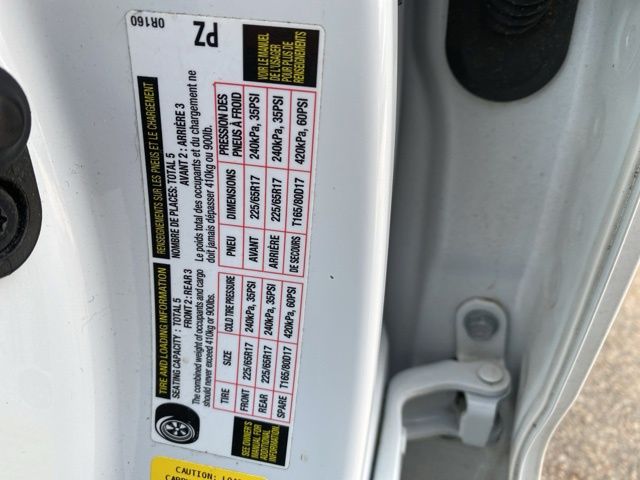 TIRE AND LOADING INFORMATION
SEATING CAPACITY : TOTAL 5
FRONT 2 : REAR 3
The combined weight of occupants and cargo
should never exceed 410kg or 900lbs.
TIRE SIZE COLD TIRE PRESSURE
FRONT 225/65R17 240kPa, 35PSI
REAR 225/65R17 240kPa, 35PSI
SPARE T165/80D17 420kPa, 60PSI
SEE OWNER'S
MANUAL FOR
ADDITIONAL
INFORMATION.
RENSEIGNEMENTS SUR LES PNEUS ET LE CHARGEMENT
NOMBRE DE PLACES: TOTAL 5
AVANT 2 : ARRIÈRE 3
Le poids total des occupants et du chargement ne
doit jamais dépasser 410kg ou 900lb.
PNEU DIMENSIONS PRESSION DES
PNEUS À FROID
AVANT 225/65R17 240kPa, 35PSI
ARRIÈRE 225/65R17 240kPa, 35PSI
DE SECOURS T165/80D17 420kPa, 60PSI
VOIR LE MANUEL
DE L'USAGER
POUR PLUS DE
RENSEIGNEMENTS
0R160
PZ
CAUTION: